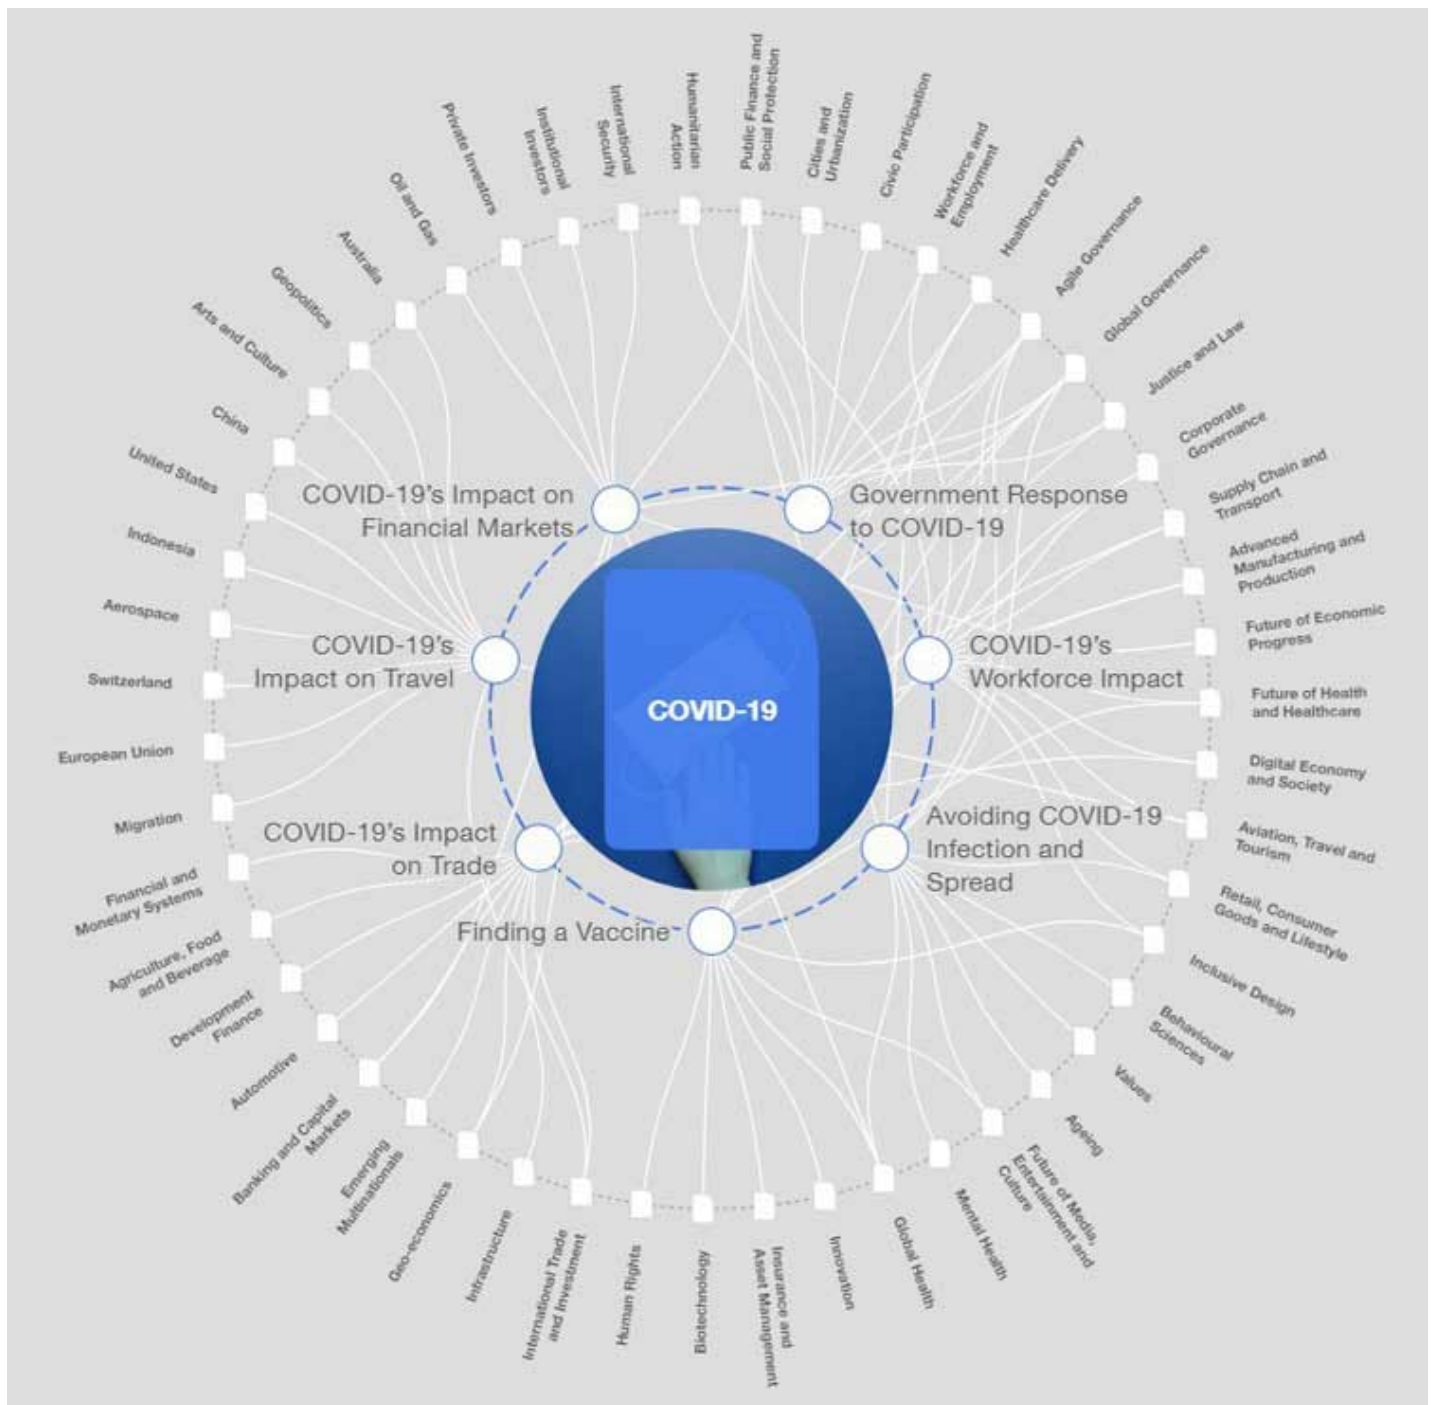 COVID-19
COVID-19's Impact on
Financial Markets
Government Response
to COVID-19
COVID-19's
Workforce Impact
Avoiding COVID-19
Infection and
Spread
Finding a Vaccine
COVID-19's Impact
on Trade
COVID-19's
Impact on Travel
Public Finance and
Social Protection
Cities and
Urbanization
Civic Participation
Workforce and
Employment
Healthcare Delivery
Agile Governance
Global Governance
Justice and Law
Corporate
Governance
Supply Chain and
Transport
Advanced
Manufacturing and
Production
Future of Economic
Progress
Future of Health
and Healthcare
Digital Economy
and Society
Aviation, Travel and
Tourism
Retail, Consumer
Goods and Lifestyle
Inclusive Design
Behavioural
Sciences
Values
Ageing
Future of Media,
Entertainment and
Culture
Mental Health
Global Health
Innovation
Insurance and
Asset Management
Biotechnology
Human Rights
International Trade
and Investment
Infrastructure
Geo-economics
Emerging
Multinationals
Banking and Capital
Markets
Automotive
Development
Finance
Agriculture, Food
and Beverage
Financial and
Monetary Systems
Migration
European Union
Switzerland
Aerospace
Indonesia
United States
China
Arts and Culture
Geopolitics
Australia
Oil and Gas
Private Investors
Institutional
Investors
International
Security
Humanitarian
Action